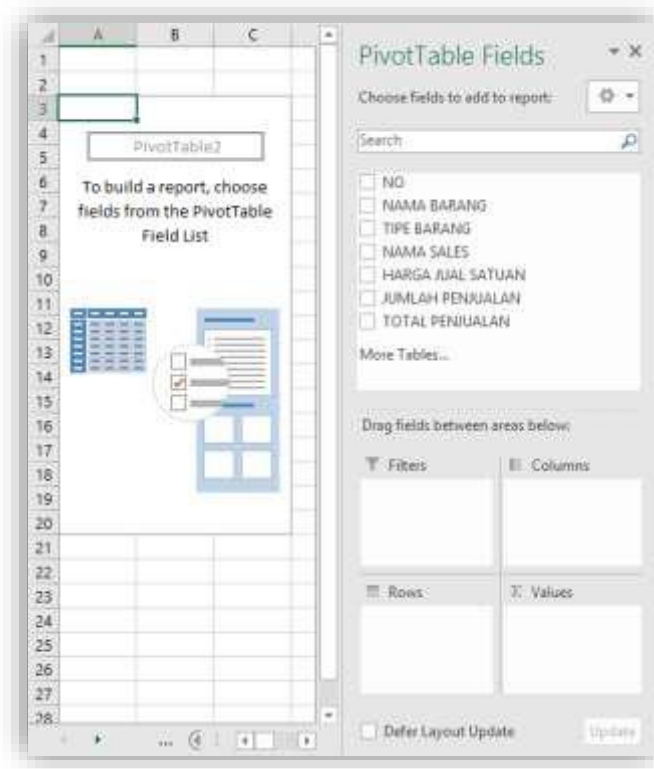 A B C
1
2
3
4
5
6
7
8
9
10
11
12
13
14
15
16
17
18
19
20
21
22
23
24
25
26
27
28
PivotTable2
To build a report, choose
fields from the PivotTable
Field List
...
PivotTable Fields
Choose fields to add to report:
Search
NO
NAMA BARANG
TIPE BARANG
NAMA SALES
HARGA JUAL SATUAN
JUMLAH PENJUALAN
TOTAL PENJUALAN
More Tables...
Drag fields between areas below:
Filters
Columns
Rows
Σ Values
Defer Layout Update
Update